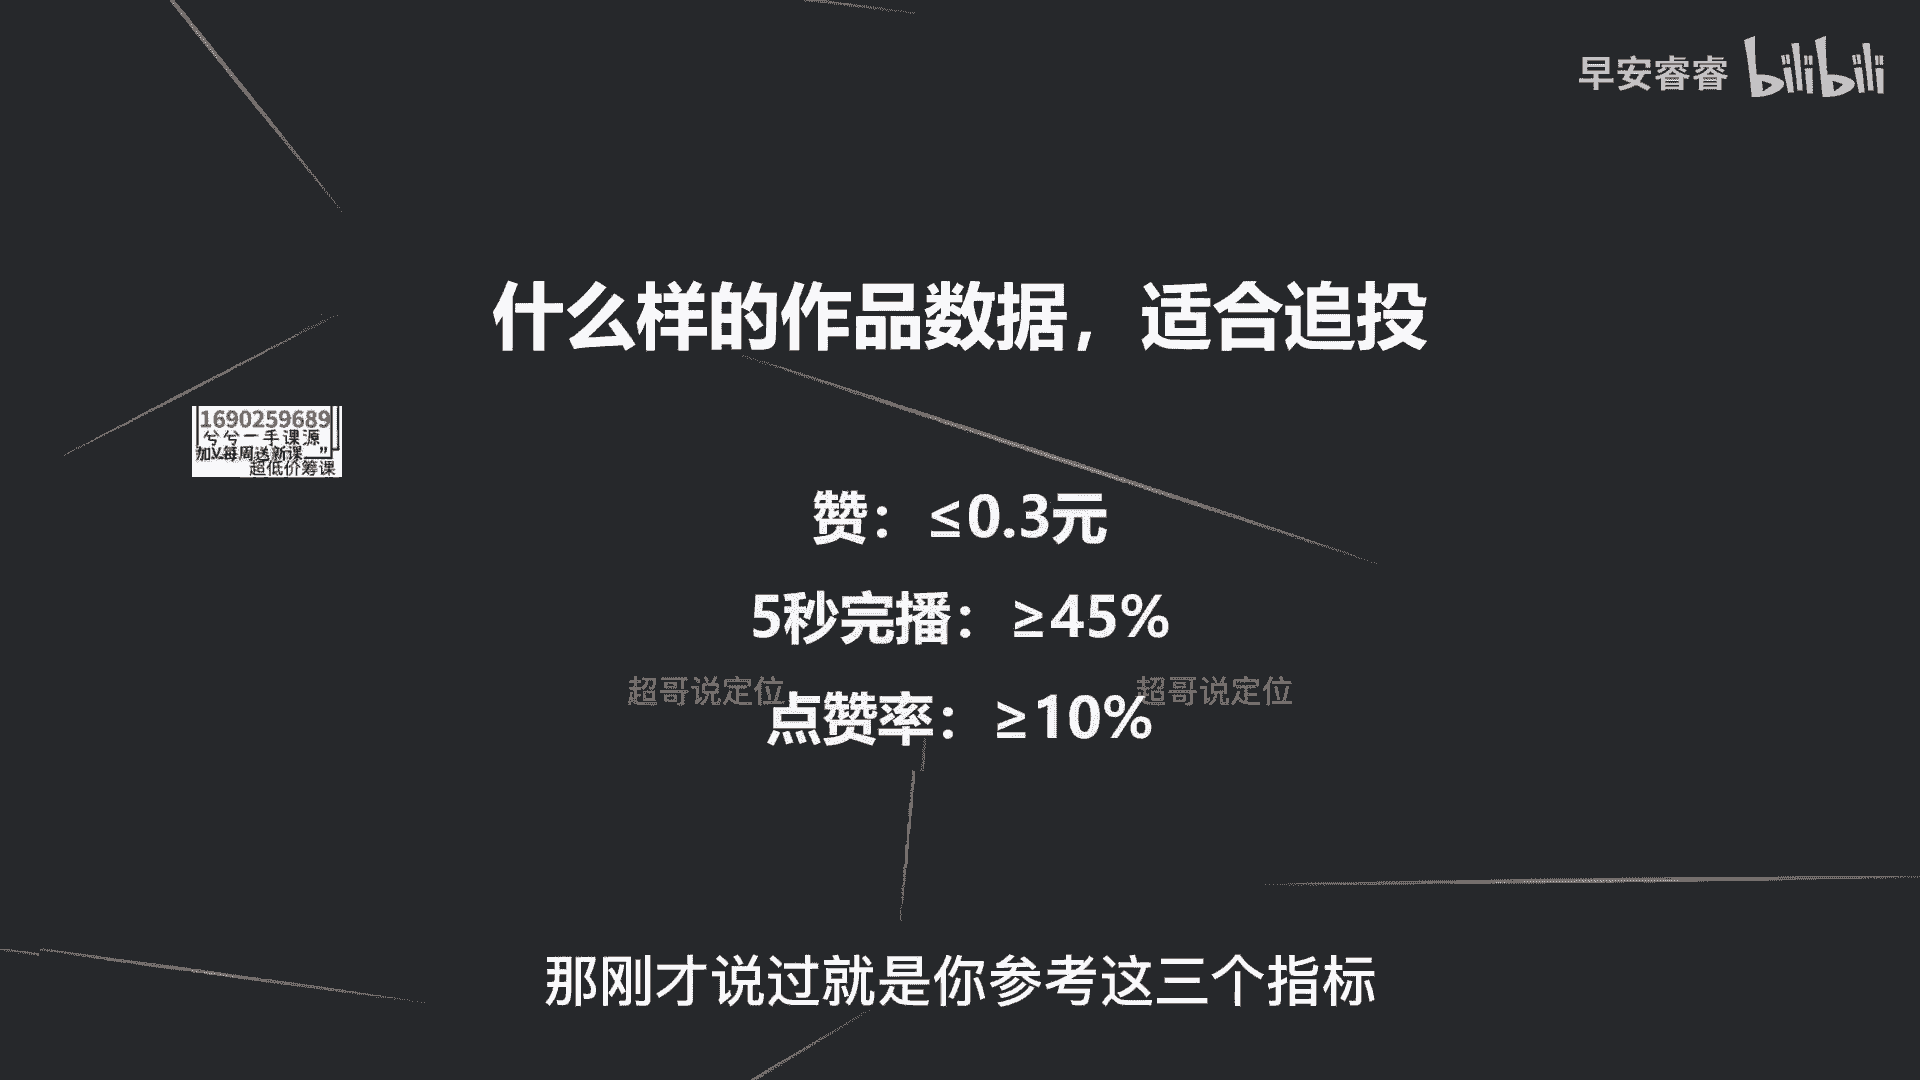 早安睿睿 bilibili
什么样的作品数据，适合追投
1690259689
兮兮一手课源
加V每周送新课
超低价筹课
赞：≤0.3元
5秒完播：≥45%
超哥说定位 超哥说定位
点赞率：≥10%
那刚才说过就是你参考这三个指标